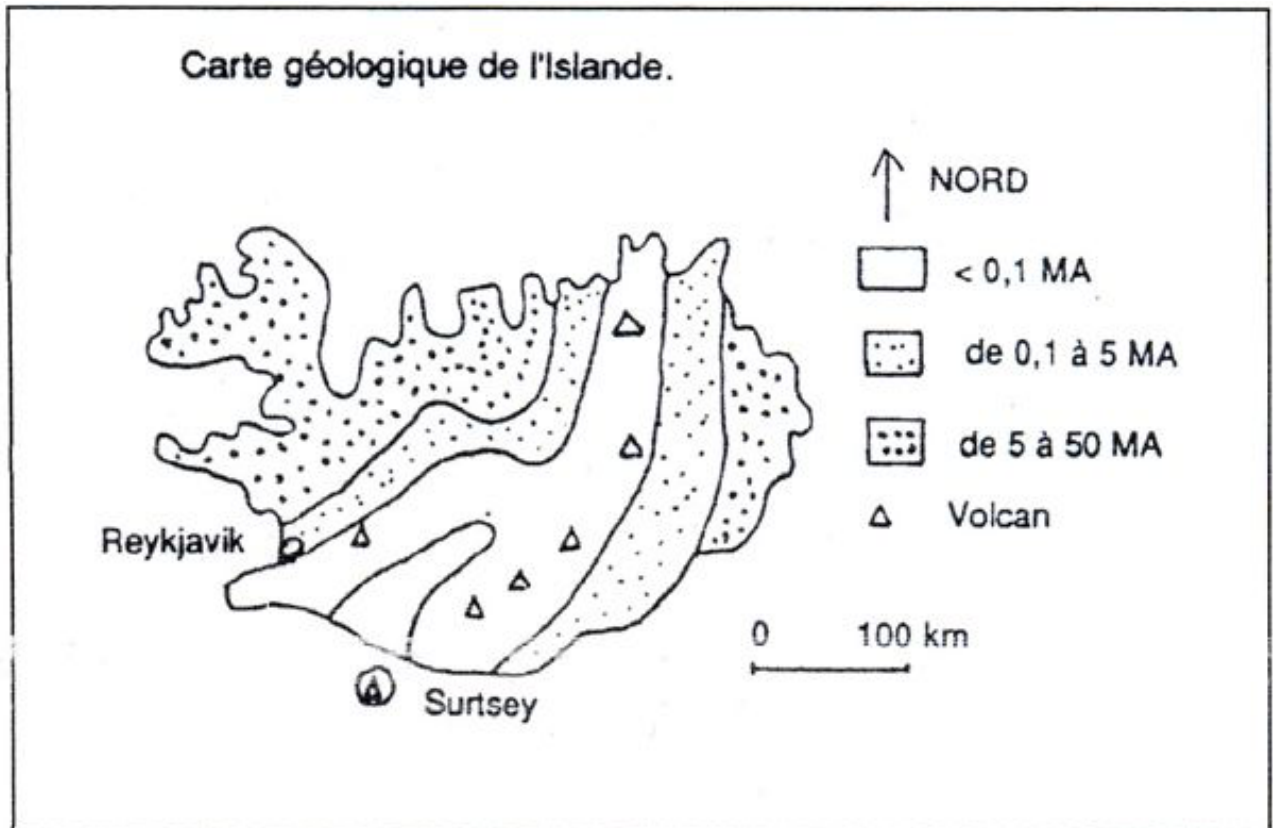 Carte géologique de l'Islande.
NORD
< 0,1 MA
de 0,1 à 5 MA
de 5 à 50 MA
Volcan
Reykjavik
0 100 km
Surtsey